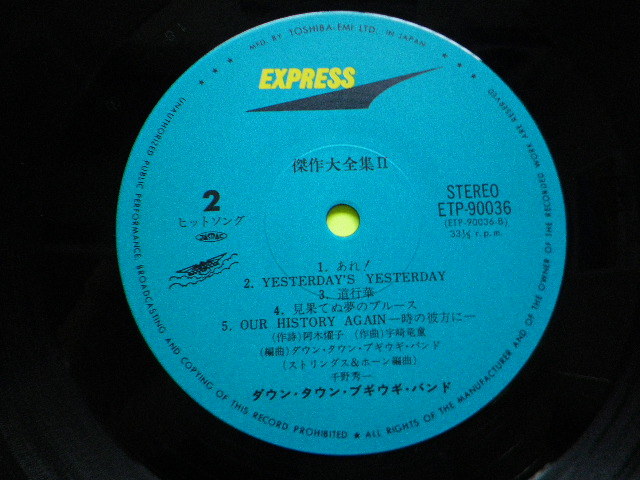 MFG BY TOSHIBA-EMI LTD. IN JAPAN
EXPRESS
傑作大全集II
2
ヒットソング
STEREO
ETP-90036
(ETP-90036-B)
33⅓ r.p.m.
1. あれ!
2. YESTERDAY'S YESTERDAY
3. 道行華
4. 見果てぬ夢のブルース
5. OUR HISTORY AGAIN—時の彼方に—
(作詩)阿木燿子 (作曲)宇崎竜童
(編曲)ダウン・タウン・ブギウギ・バンド
(ストリングス&ホーン編曲)
千野秀一
ダウン・タウン・ブギウギ・バンド
UNAUTHORIZED PUBLIC PERFORMANCE BROADCASTING AND COPYING OF THIS RECORD PROHIBITED ★ ALL RIGHTS OF THE MANUFACTURER AND OF THE OWNER OF THE RECORDED WORK ARE RESERVED